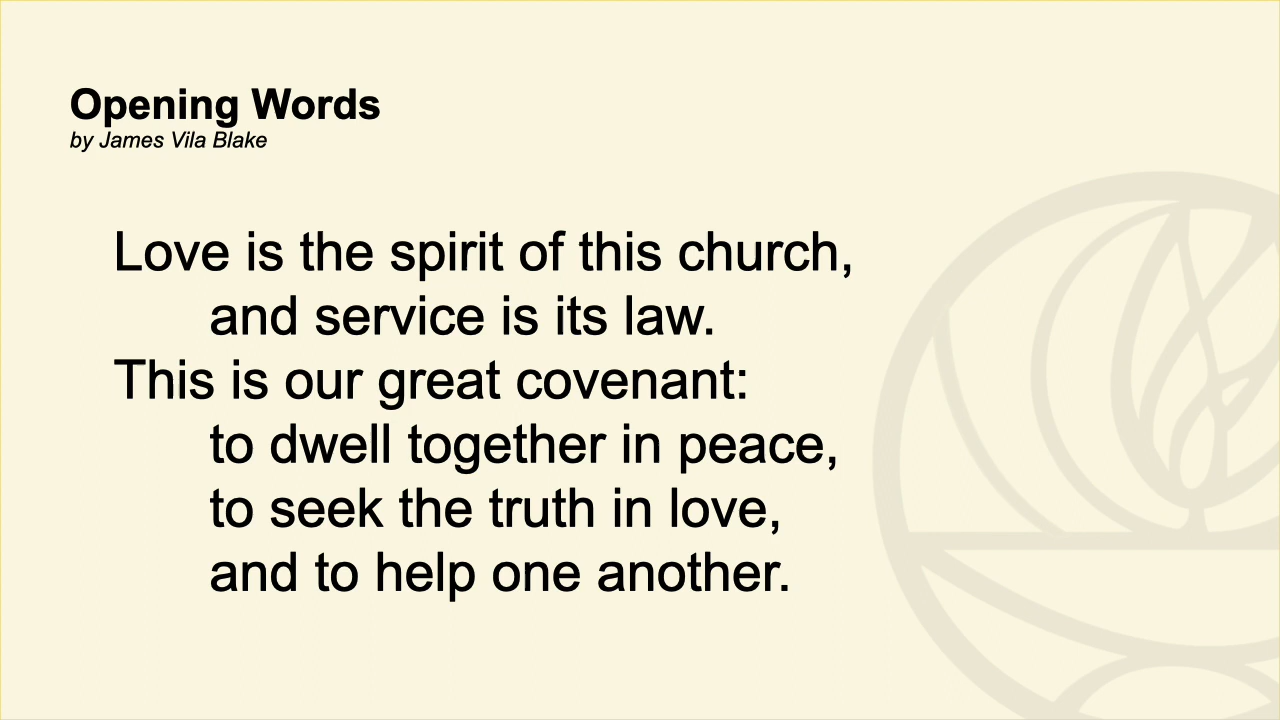 Opening Words
by James Vila Blake
Love is the spirit of this church,
and service is its law.
This is our great covenant:
to dwell together in peace,
to seek the truth in love,
and to help one another.